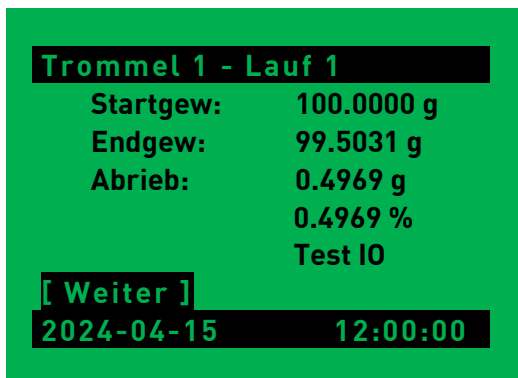 Trommel 1 - Lauf 1
Startgew: 100.0000 g
Endgew: 99.5031 g
Abrieb: 0.4969 g
0.4969 %
Test IO
[ Weiter ]
2024-04-15 12:00:00